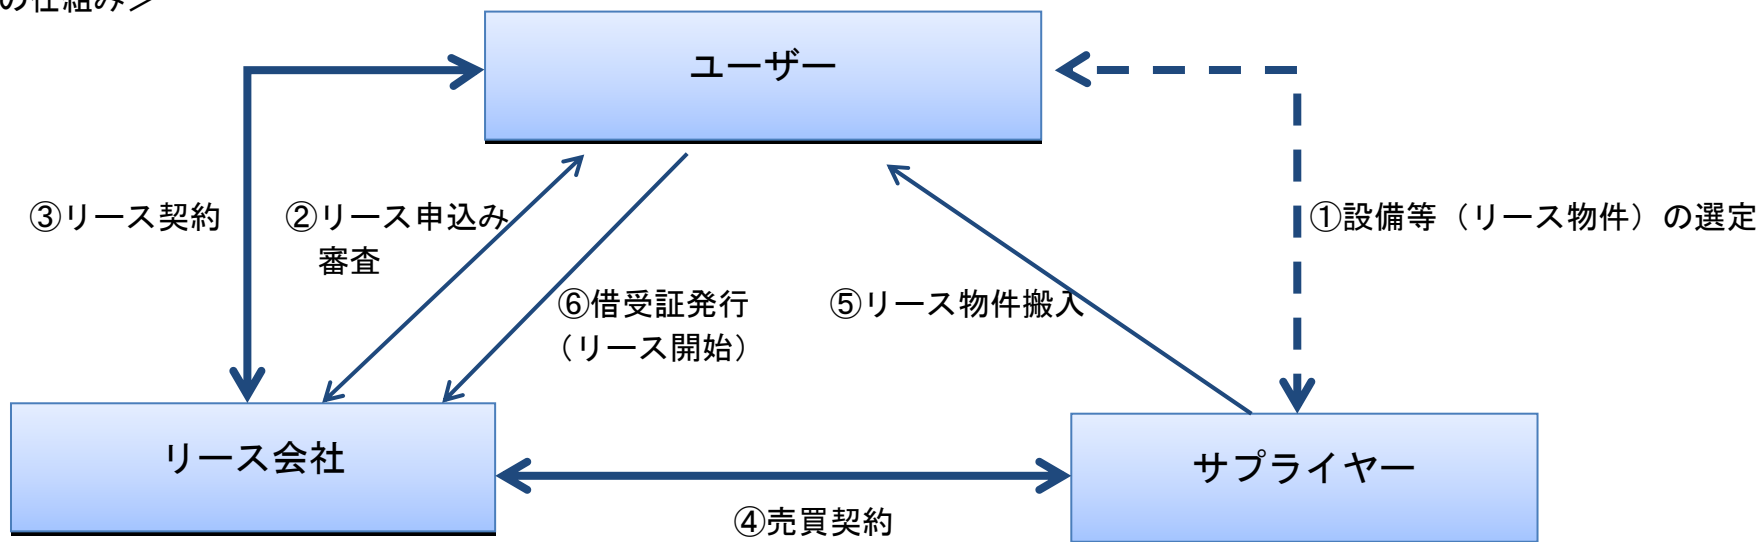 の仕組み＞
ユーザー
③リース契約
②リース申込み
審査
①設備等（リース物件）の選定
⑥借受証発行
（リース開始）
⑤リース物件搬入
リース会社
サプライヤー
④売買契約